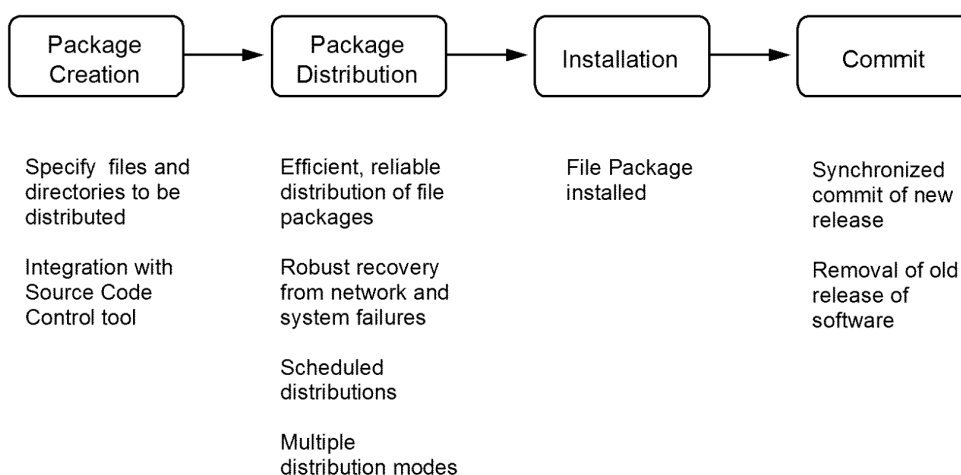 Package
Creation
Package
Distribution
Installation
Commit
Specify files and
directories to be
distributed
Integration with
Source Code
Control tool
Efficient, reliable
distribution of file
packages
Robust recovery
from network and
system failures
Scheduled
distributions
Multiple
distribution modes
File Package
installed
Synchronized
commit of new
release
Removal of old
release of
software